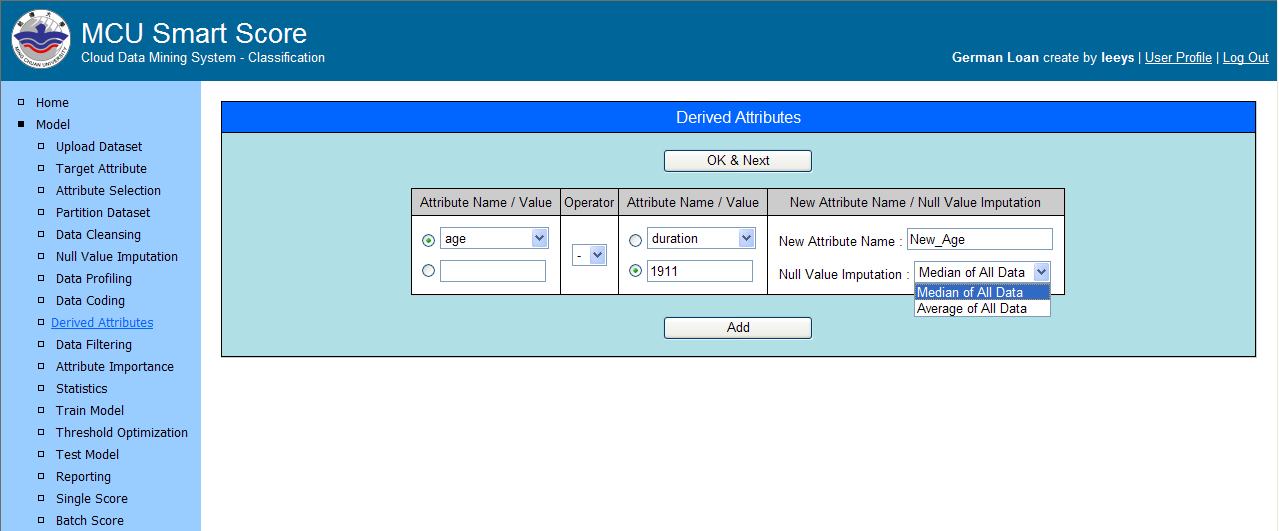 MCU Smart Score
Cloud Data Mining System - Classification
MING CHUAN UNIVERSITY
German Loan create by leeys | User Profile | Log Out
Home
Model
Upload Dataset
Target Attribute
Attribute Selection
Partition Dataset
Data Cleansing
Null Value Imputation
Data Profiling
Data Coding
Derived Attributes
Data Filtering
Attribute Importance
Statistics
Train Model
Threshold Optimization
Test Model
Reporting
Single Score
Batch Score
Derived Attributes
OK & Next
Attribute Name / Value Operator Attribute Name / Value New Attribute Name / Null Value Imputation
age - duration New Attribute Name : New_Age
1911 Null Value Imputation : Median of All Data
Median of All Data
Average of All Data
Add